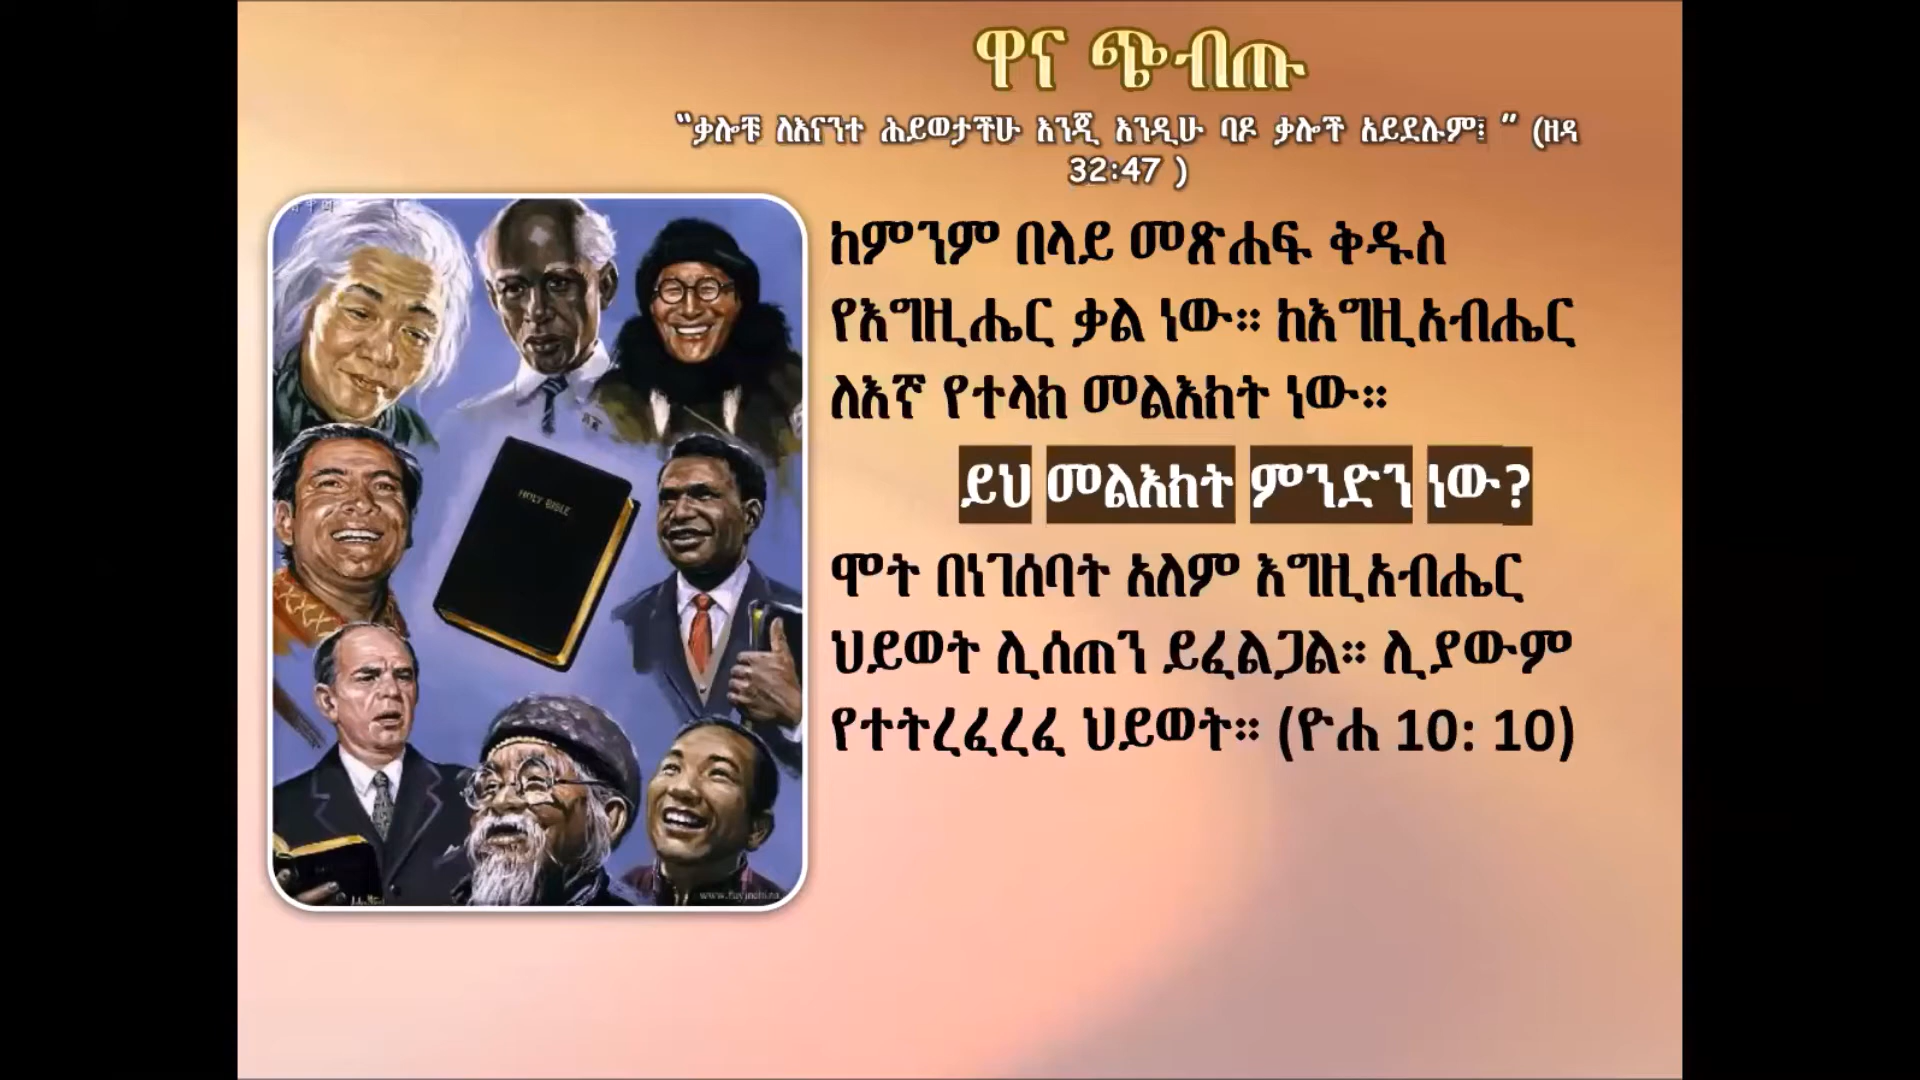 ዋና ጭብጡ
“ቃሎቹ ለእናንተ ሕይወታችሁ እንጂ እንዲሁ ባዶ ቃሎች አይደሉም፤ ” (ዘዳ
32:47 )
ከምንም በላይ መጽሐፍ ቅዱስ
የእግዚሔር ቃል ነው። ከእግዚአብሔር
ለእኛ የተላከ መልእክት ነው።
ይህ መልእክት ምንድን ነው?
ሞት በነገሰባት አለም እግዚአብሔር
ህይወት ሊሰጠን ይፈልጋል። ሊያውም
የተትረፈረፈ ህይወት። (ዮሐ 10: 10)
HOLY BIBLE